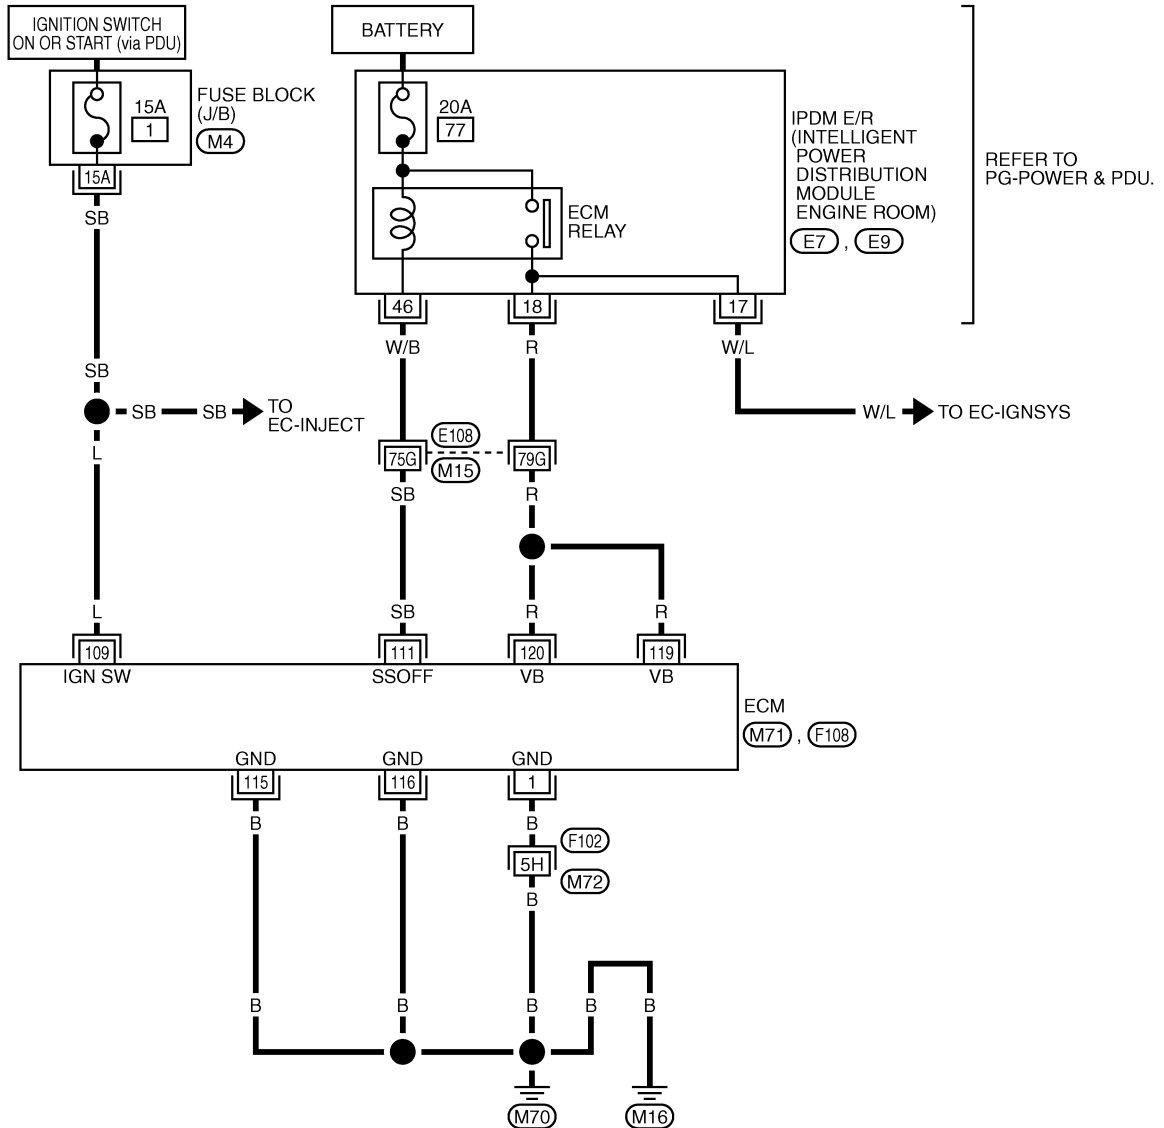 IGNITION SWITCH
ON OR START (via PDU)
BATTERY
15A
1
FUSE BLOCK
(J/B)
M4
15A
SB
20A
77
ECM
RELAY
IPDM E/R
(INTELLIGENT
POWER
DISTRIBUTION
MODULE
ENGINE ROOM)
E7 , E9
REFER TO
PG-POWER & PDU.
46
18
17
W/B
R
W/L
SB
SB
SB
TO
EC-INJECT
W/L
TO EC-IGNSYS
L
75G
E108
M15
79G
SB
R
L
SB
R
R
109
111
120
119
IGN SW
SSOFF
VB
VB
ECM
M71 , F108
GND
GND
GND
115
116
1
B
B
B
F102
5H
M72
B
B
B
B
B
B
M70
M16